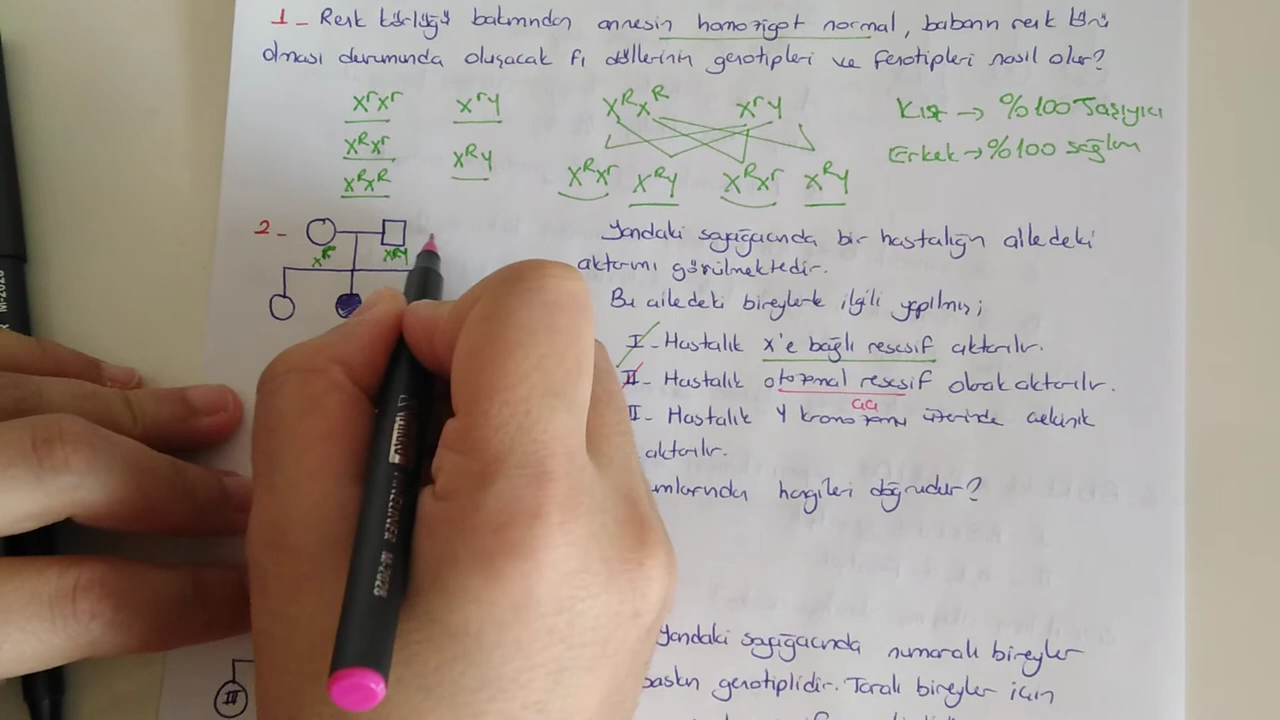 1- Renk körlüğü bakımından annesin homozigot normal, babanın renk körü
olması durumunda oluşacak F1 döllerinin genotipleri ve fenotipleri nasıl olur?
XrXr XrY XRXR XrY Kız → %100 Taşıyıcı
XRXr XRY Erkek → %100 sağlam
XRXR XRXr XRY XRXr XRY
2- Yandaki soyağacında bir hastalığın ailedeki
XR XRY aktarımı görülmektedir.
Bu ailedeki bireylerle ilgili yapılmış;
I- Hastalık X'e bağlı resesif aktarılır.
II- Hastalık otozomal resesif olarak aktarılır.
aa
II- Hastalık Y kromozomu üzerinde çekinik
aktarılır.
mlarında hangileri doğrudur?
Yandaki soyağacında numaralı bireyler
baskın genotiplidir. Taralı bireyler için
III